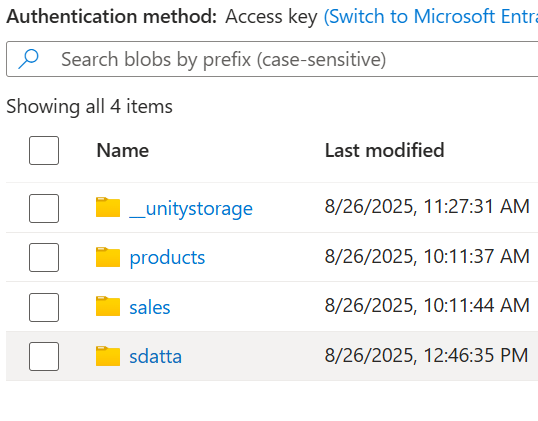 Authentication method: Access key (Switch to Microsoft Entra
Search blobs by prefix (case-sensitive)
Showing all 4 items
Name Last modified
__unitystorage 8/26/2025, 11:27:31 AM
products 8/26/2025, 10:11:37 AM
sales 8/26/2025, 10:11:44 AM
sdatta 8/26/2025, 12:46:35 PM